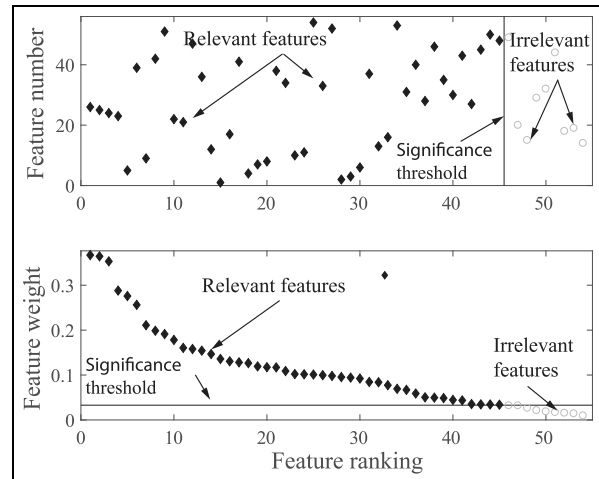 Feature number
40
20
0
Relevant features
Irrelevant
features
Significance
threshold
0 10 20 30 40 50
Feature weight
0.3
0.2
0.1
0
Relevant features
Significance
threshold
Irrelevant
features
0 10 20 30 40 50
Feature ranking